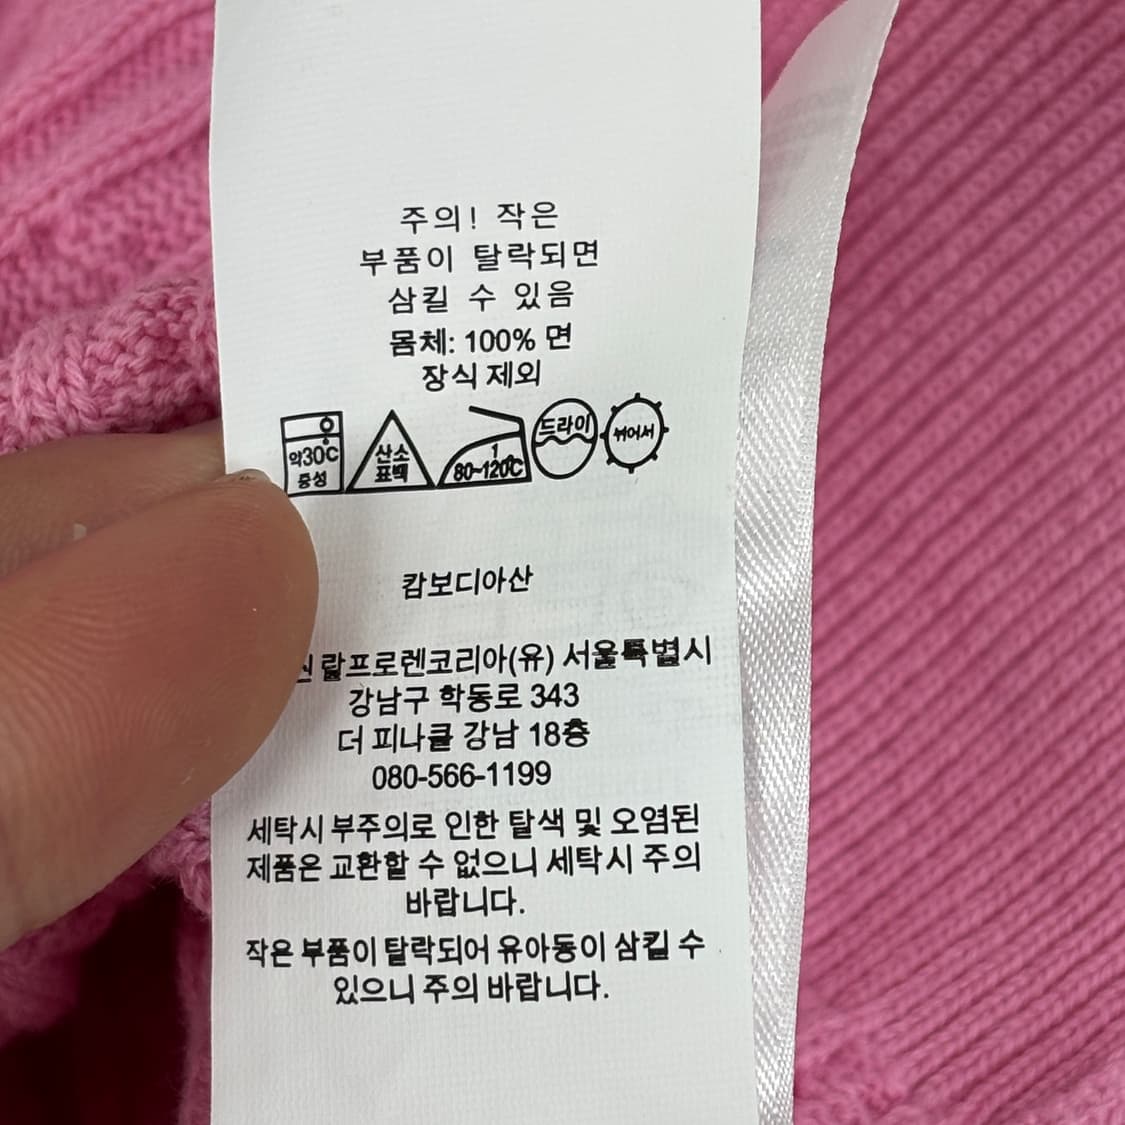 주의! 작은
부품이 탈락되면
삼킬 수 있음
몸체: 100% 면
장식 제외
약30℃ 중성
산소 표백
1 80~120℃
드라이
뉘어서
캄보디아산
랄프로렌코리아(유) 서울특별시
강남구 학동로 343
더 피나클 강남 18층
080-566-1199
세탁시 부주의로 인한 탈색 및 오염된
제품은 교환할 수 없으니 세탁시 주의
바랍니다.
작은 부품이 탈락되어 유아동이 삼킬 수
있으니 주의 바랍니다.